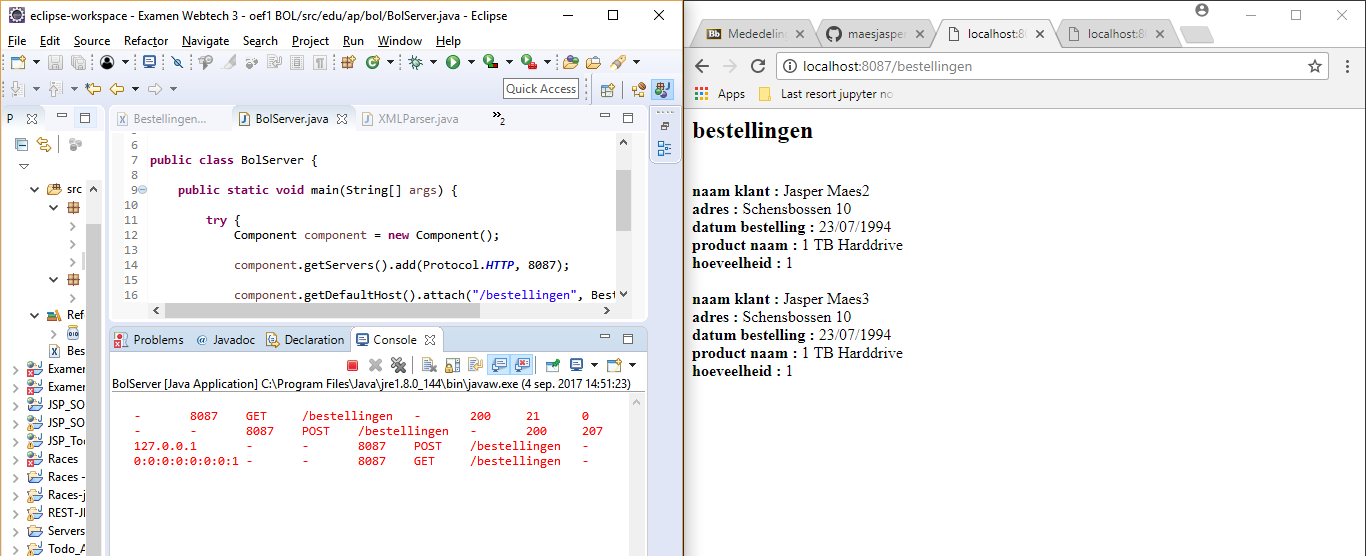 eclipse-workspace - Examen Webtech 3 - oef1 BOL/src/edu/ap/bol/BolServer.java - Eclipse
File Edit Source Refactor Navigate Search Project Run Window Help
Quick Access
P
Bestellingen...
BolServer.java
XMLParser.java
»2
src
Refe
Bes
Examer
Examer
JSP_SO
JSP_SO
JSP_Too
Races
Races -
Races-j
REST-JI
Servers
Todo_A
6
7 public class BolServer {
8
9 public static void main(String[] args) {
10
11 try {
12 Component component = new Component();
13
14 component.getServers().add(Protocol.HTTP, 8087);
15
16 component.getDefaultHost().attach("/bestellingen", Best
Problems @ Javadoc Declaration Console
BolServer [Java Application] C:\Program Files\Java\jre1.8.0_144\bin\javaw.exe (4 sep. 2017 14:51:23)
- 8087 GET /bestellingen - 200 21 0
- - 8087 POST /bestellingen - 200 207
127.0.0.1 - - 8087 POST /bestellingen -
0:0:0:0:0:0:0:1 - - 8087 GET /bestellingen -
Bb Mededeling
maesjasper
localhost:80
localhost:80
localhost:8087/bestellingen
Apps Last resort jupyter no
bestellingen
naam klant : Jasper Maes2
adres : Schensbossen 10
datum bestelling : 23/07/1994
product naam : 1 TB Harddrive
hoeveelheid : 1
naam klant : Jasper Maes3
adres : Schensbossen 10
datum bestelling : 23/07/1994
product naam : 1 TB Harddrive
hoeveelheid : 1